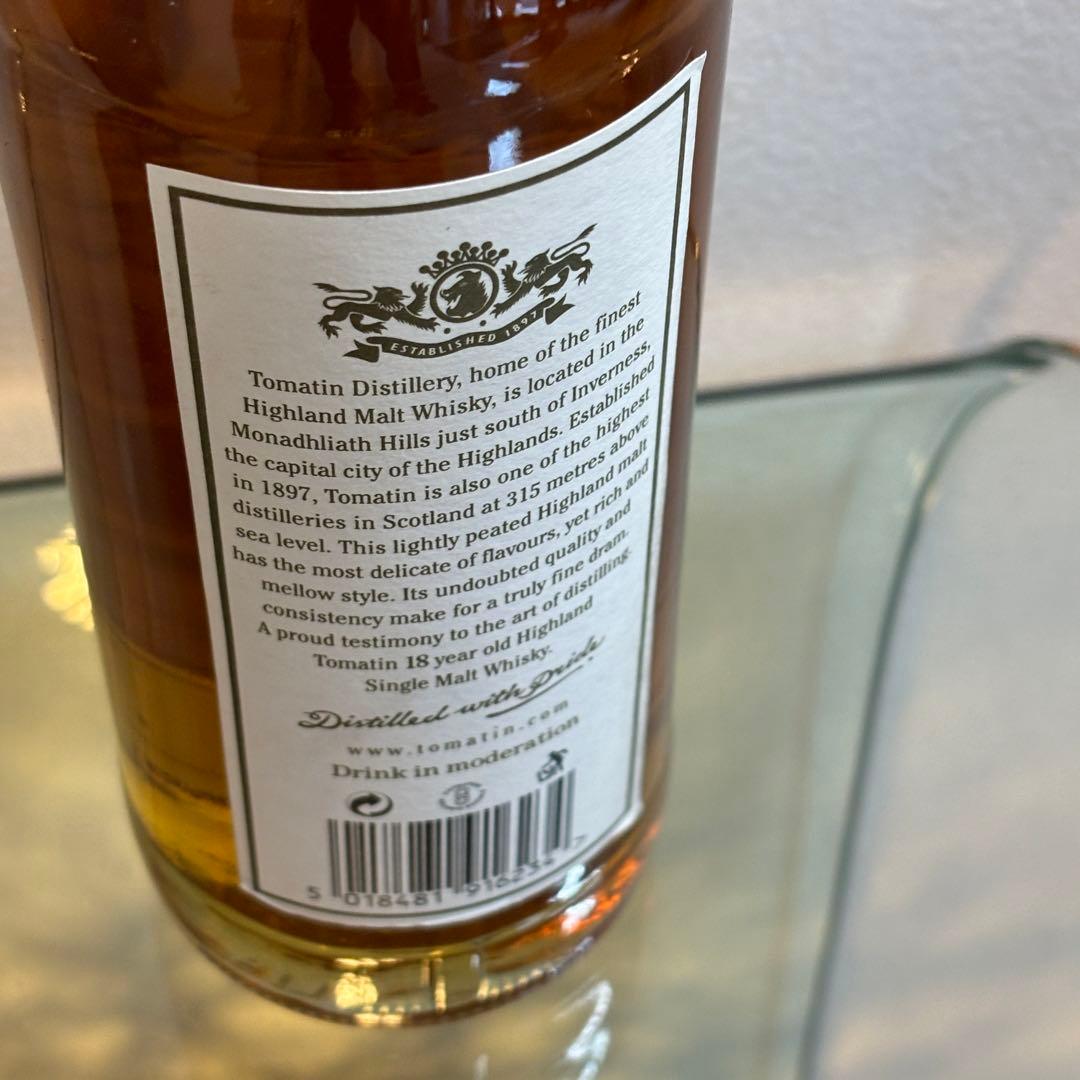 ESTABLISHED 1897
Tomatin Distillery, home of the finest
Highland Malt Whisky, is located in the
Monadhliath Hills just south of Inverness,
the capital city of the Highlands. Established
in 1897, Tomatin is also one of the highest
distilleries in Scotland at 315 metres above
sea level. This lightly peated Highland malt
has the most delicate of flavours, yet rich and
mellow style. Its undoubted quality and
consistency make for a truly fine dram.
A proud testimony to the art of distilling.
Tomatin 18 year old Highland
Single Malt Whisky.
Distilled with Pride.
www.tomatin.com
Drink in moderation
5 018481 916234 7